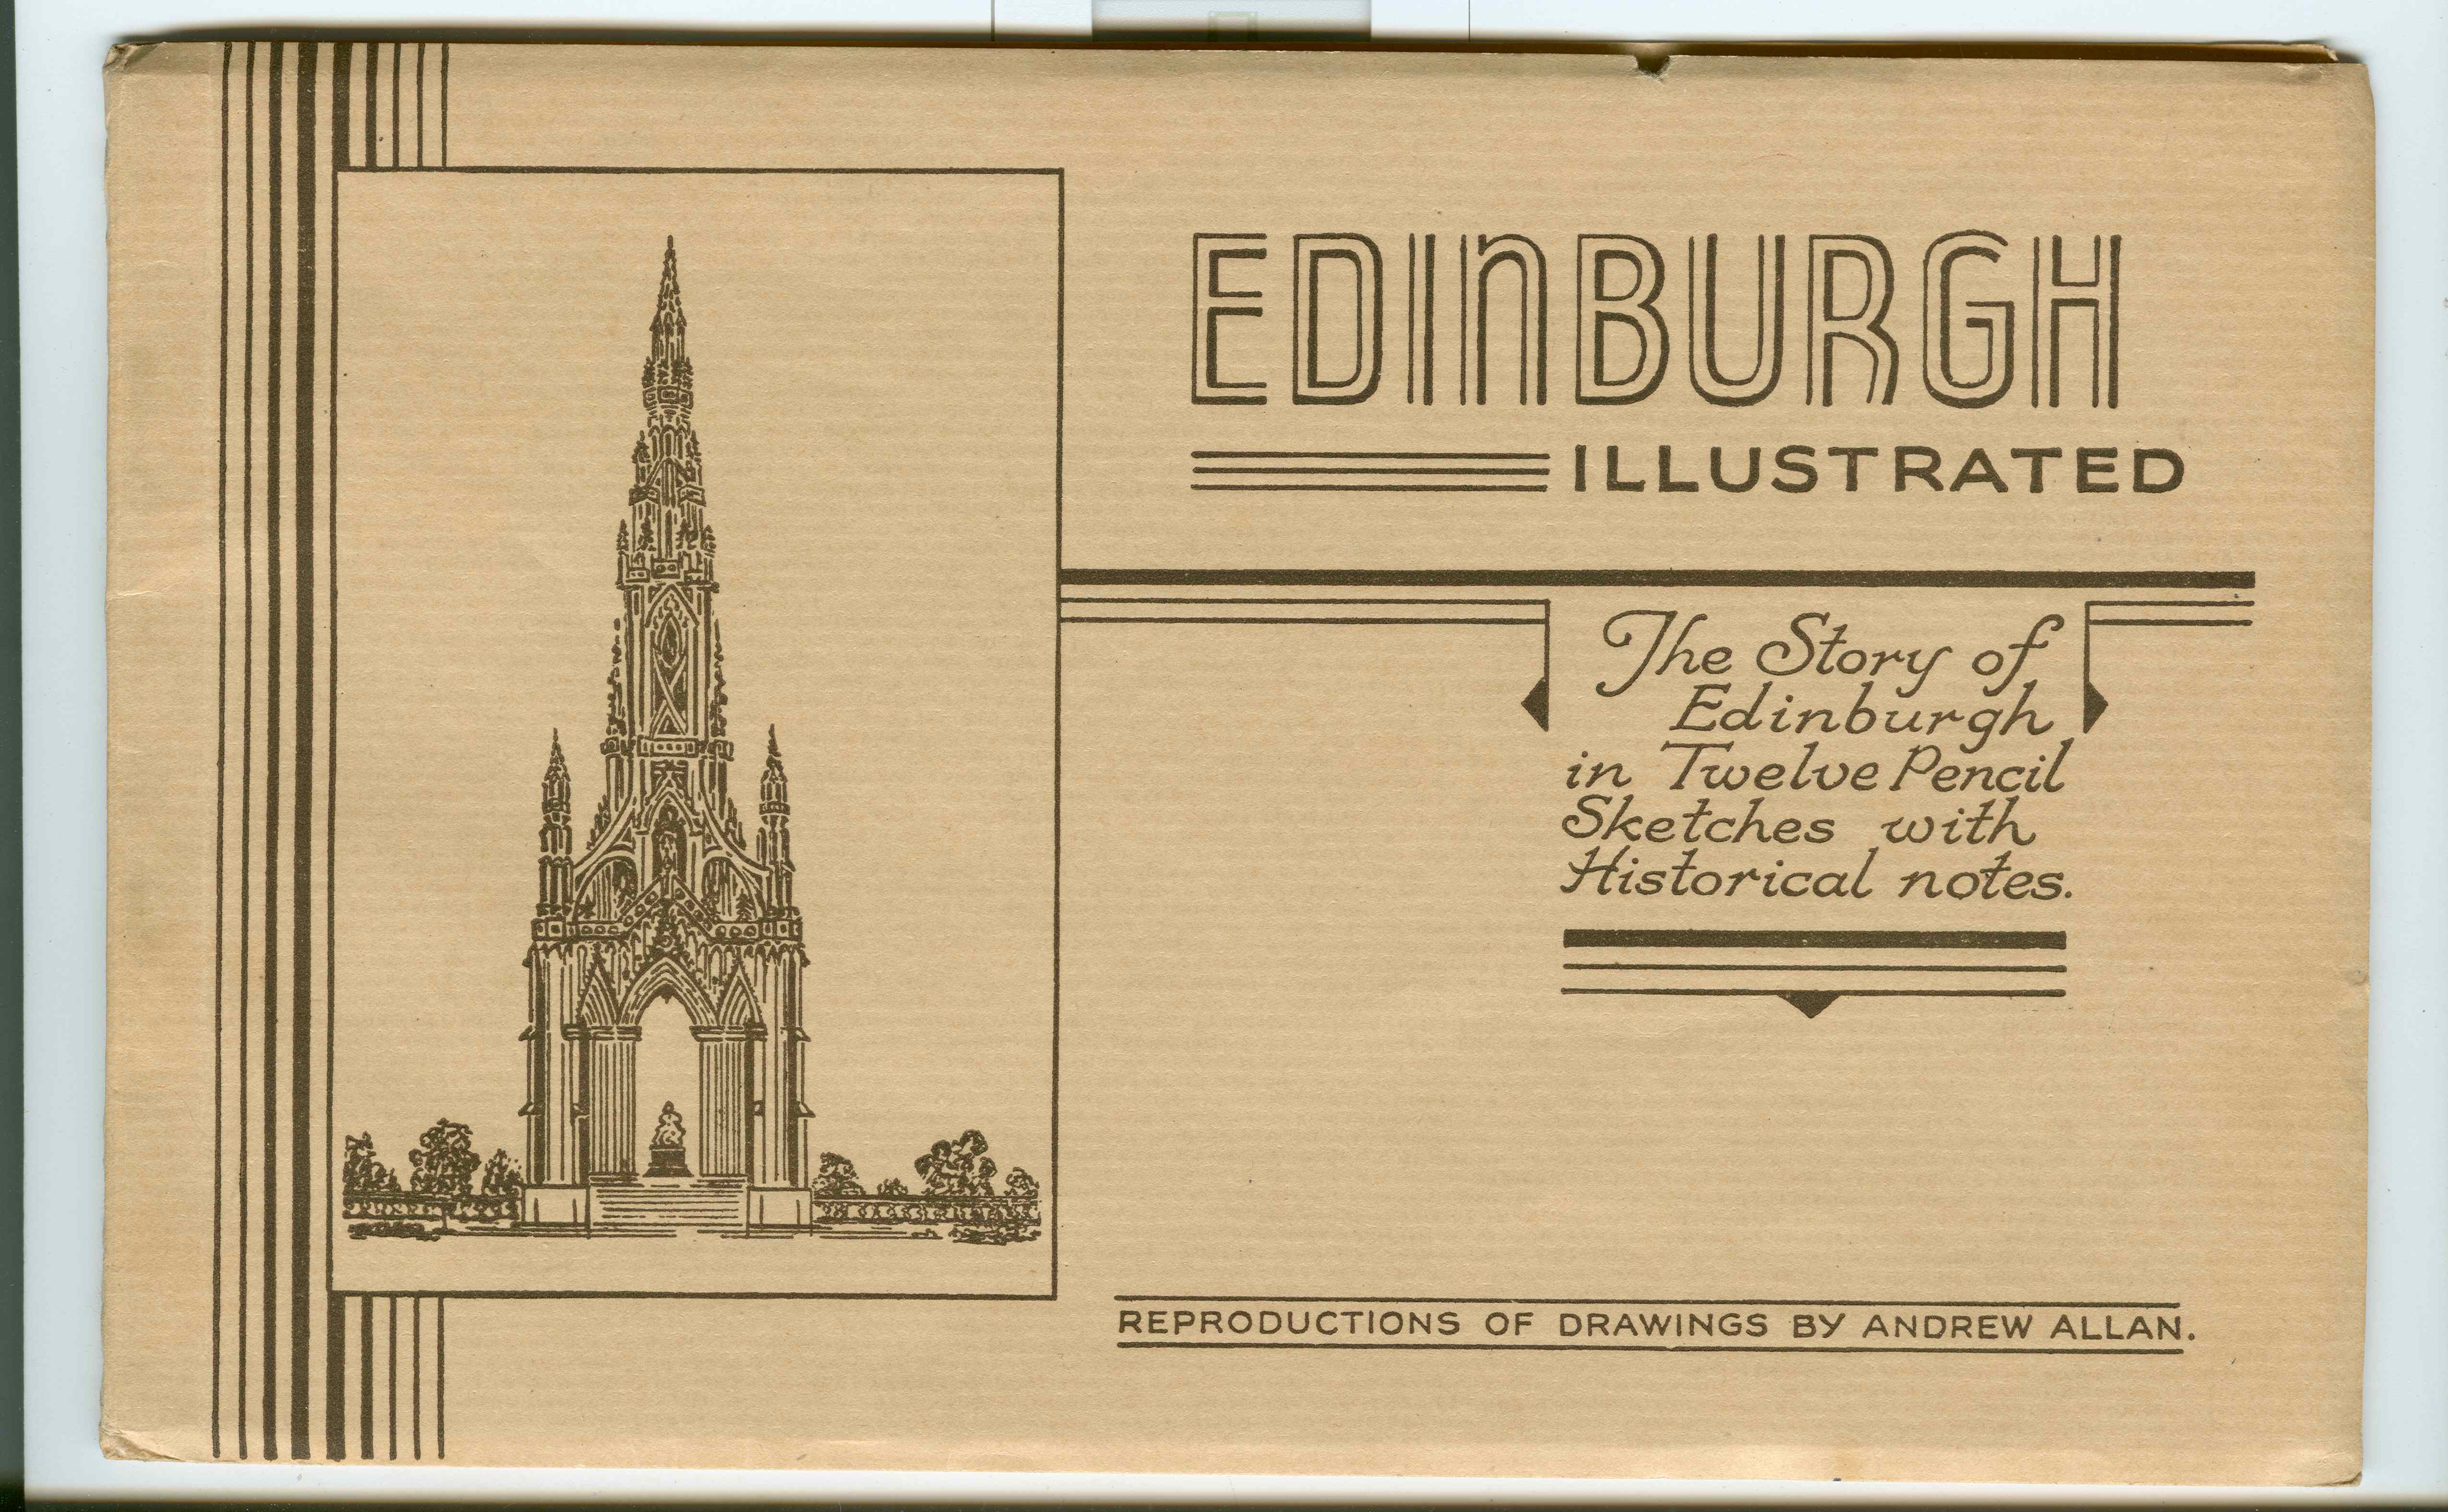 EDINBURGH
ILLUSTRATED
The Story of
Edinburgh
in Twelve Pencil
Sketches with
Historical notes.
REPRODUCTIONS OF DRAWINGS BY ANDREW ALLAN.